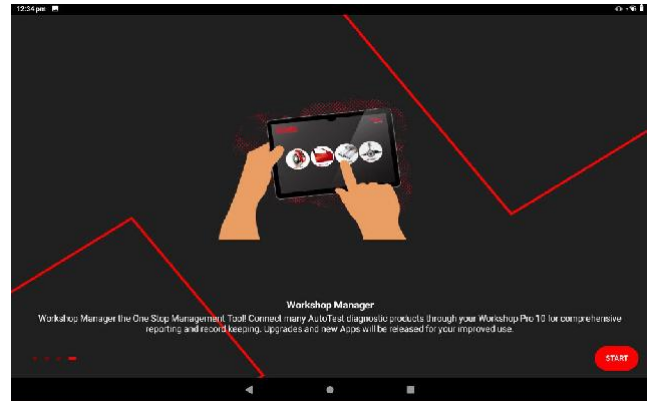 12:34 pm
Workshop Manager
Workshop Manager the One Stop Management Tool! Connect many AutoTest diagnostic products through your Workshop Pro 10 for comprehensive
reporting and record keeping. Upgrades and new Apps will be released for your improved use.
START